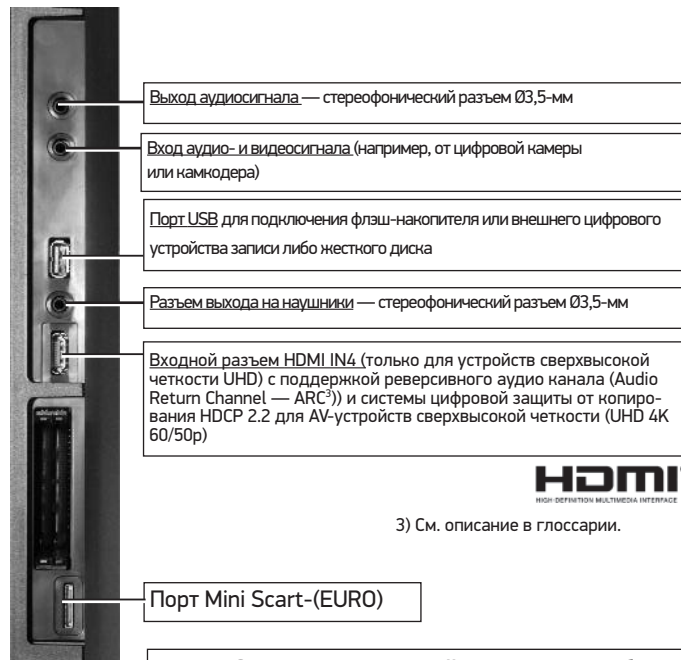 Выход аудиосигнала — стереофонический разъем Ø3,5-мм
Вход аудио- и видеосигнала (например, от цифровой камеры
или камкодера)
Порт USB для подключения флэш-накопителя или внешнего цифрового
устройства записи либо жесткого диска
Разъем выхода на наушники — стереофонический разъем Ø3,5-мм
Входной разъем HDMI IN4 (только для устройств сверхвысокой
четкости UHD) с поддержкой реверсивного аудио канала (Audio
Return Channel — ARC³)) и системы цифровой защиты от копиро-
вания HDCP 2.2 для AV-устройств сверхвысокой четкости (UHD 4K
60/50p)
HDMI
HIGH-DEFINITION MULTIMEDIA INTERFACE
3) См. описание в глоссарии.
Порт Mini Scart-(EURO)